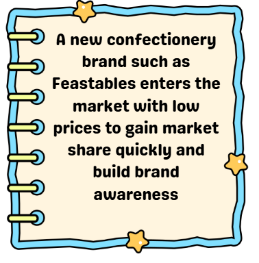 A new confectionery
brand such as
Feastables enters the
market with low
prices to gain market
share quickly and
build brand
awareness